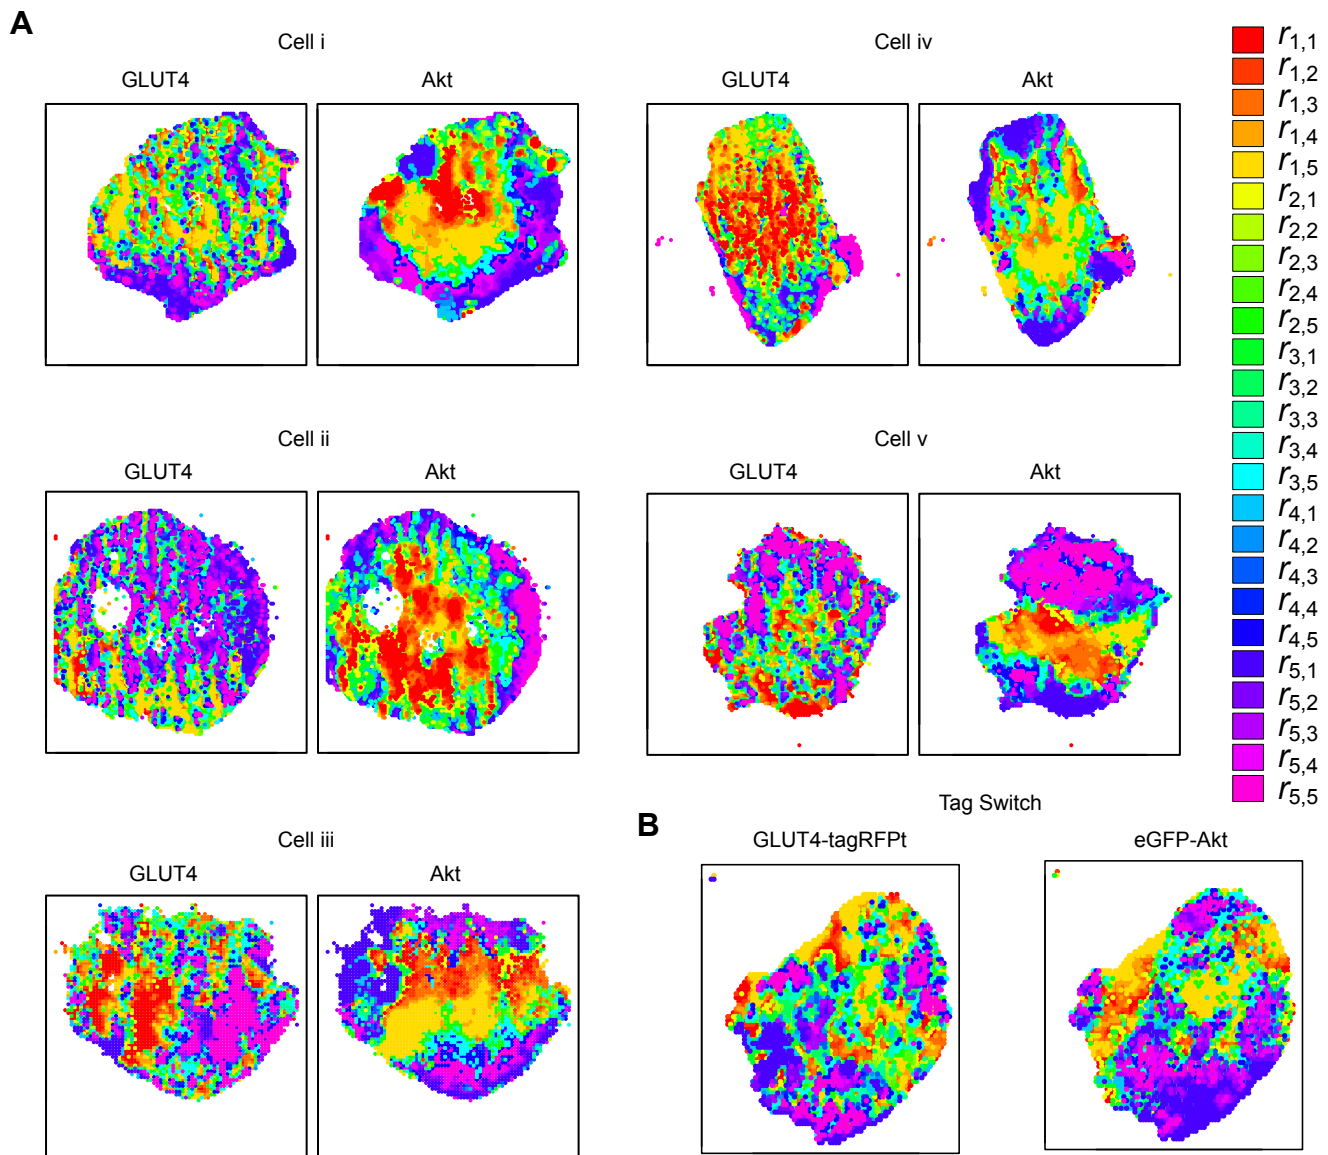 A
Cell i
GLUT4 Akt
Cell iv
GLUT4 Akt
Cell ii
GLUT4 Akt
Cell v
GLUT4 Akt
Cell iii
GLUT4 Akt
B
Tag Switch
GLUT4-tagRFPt eGFP-Akt
r1,1
r1,2
r1,3
r1,4
r1,5
r2,1
r2,2
r2,3
r2,4
r2,5
r3,1
r3,2
r3,3
r3,4
r3,5
r4,1
r4,2
r4,3
r4,4
r4,5
r5,1
r5,2
r5,3
r5,4
r5,5